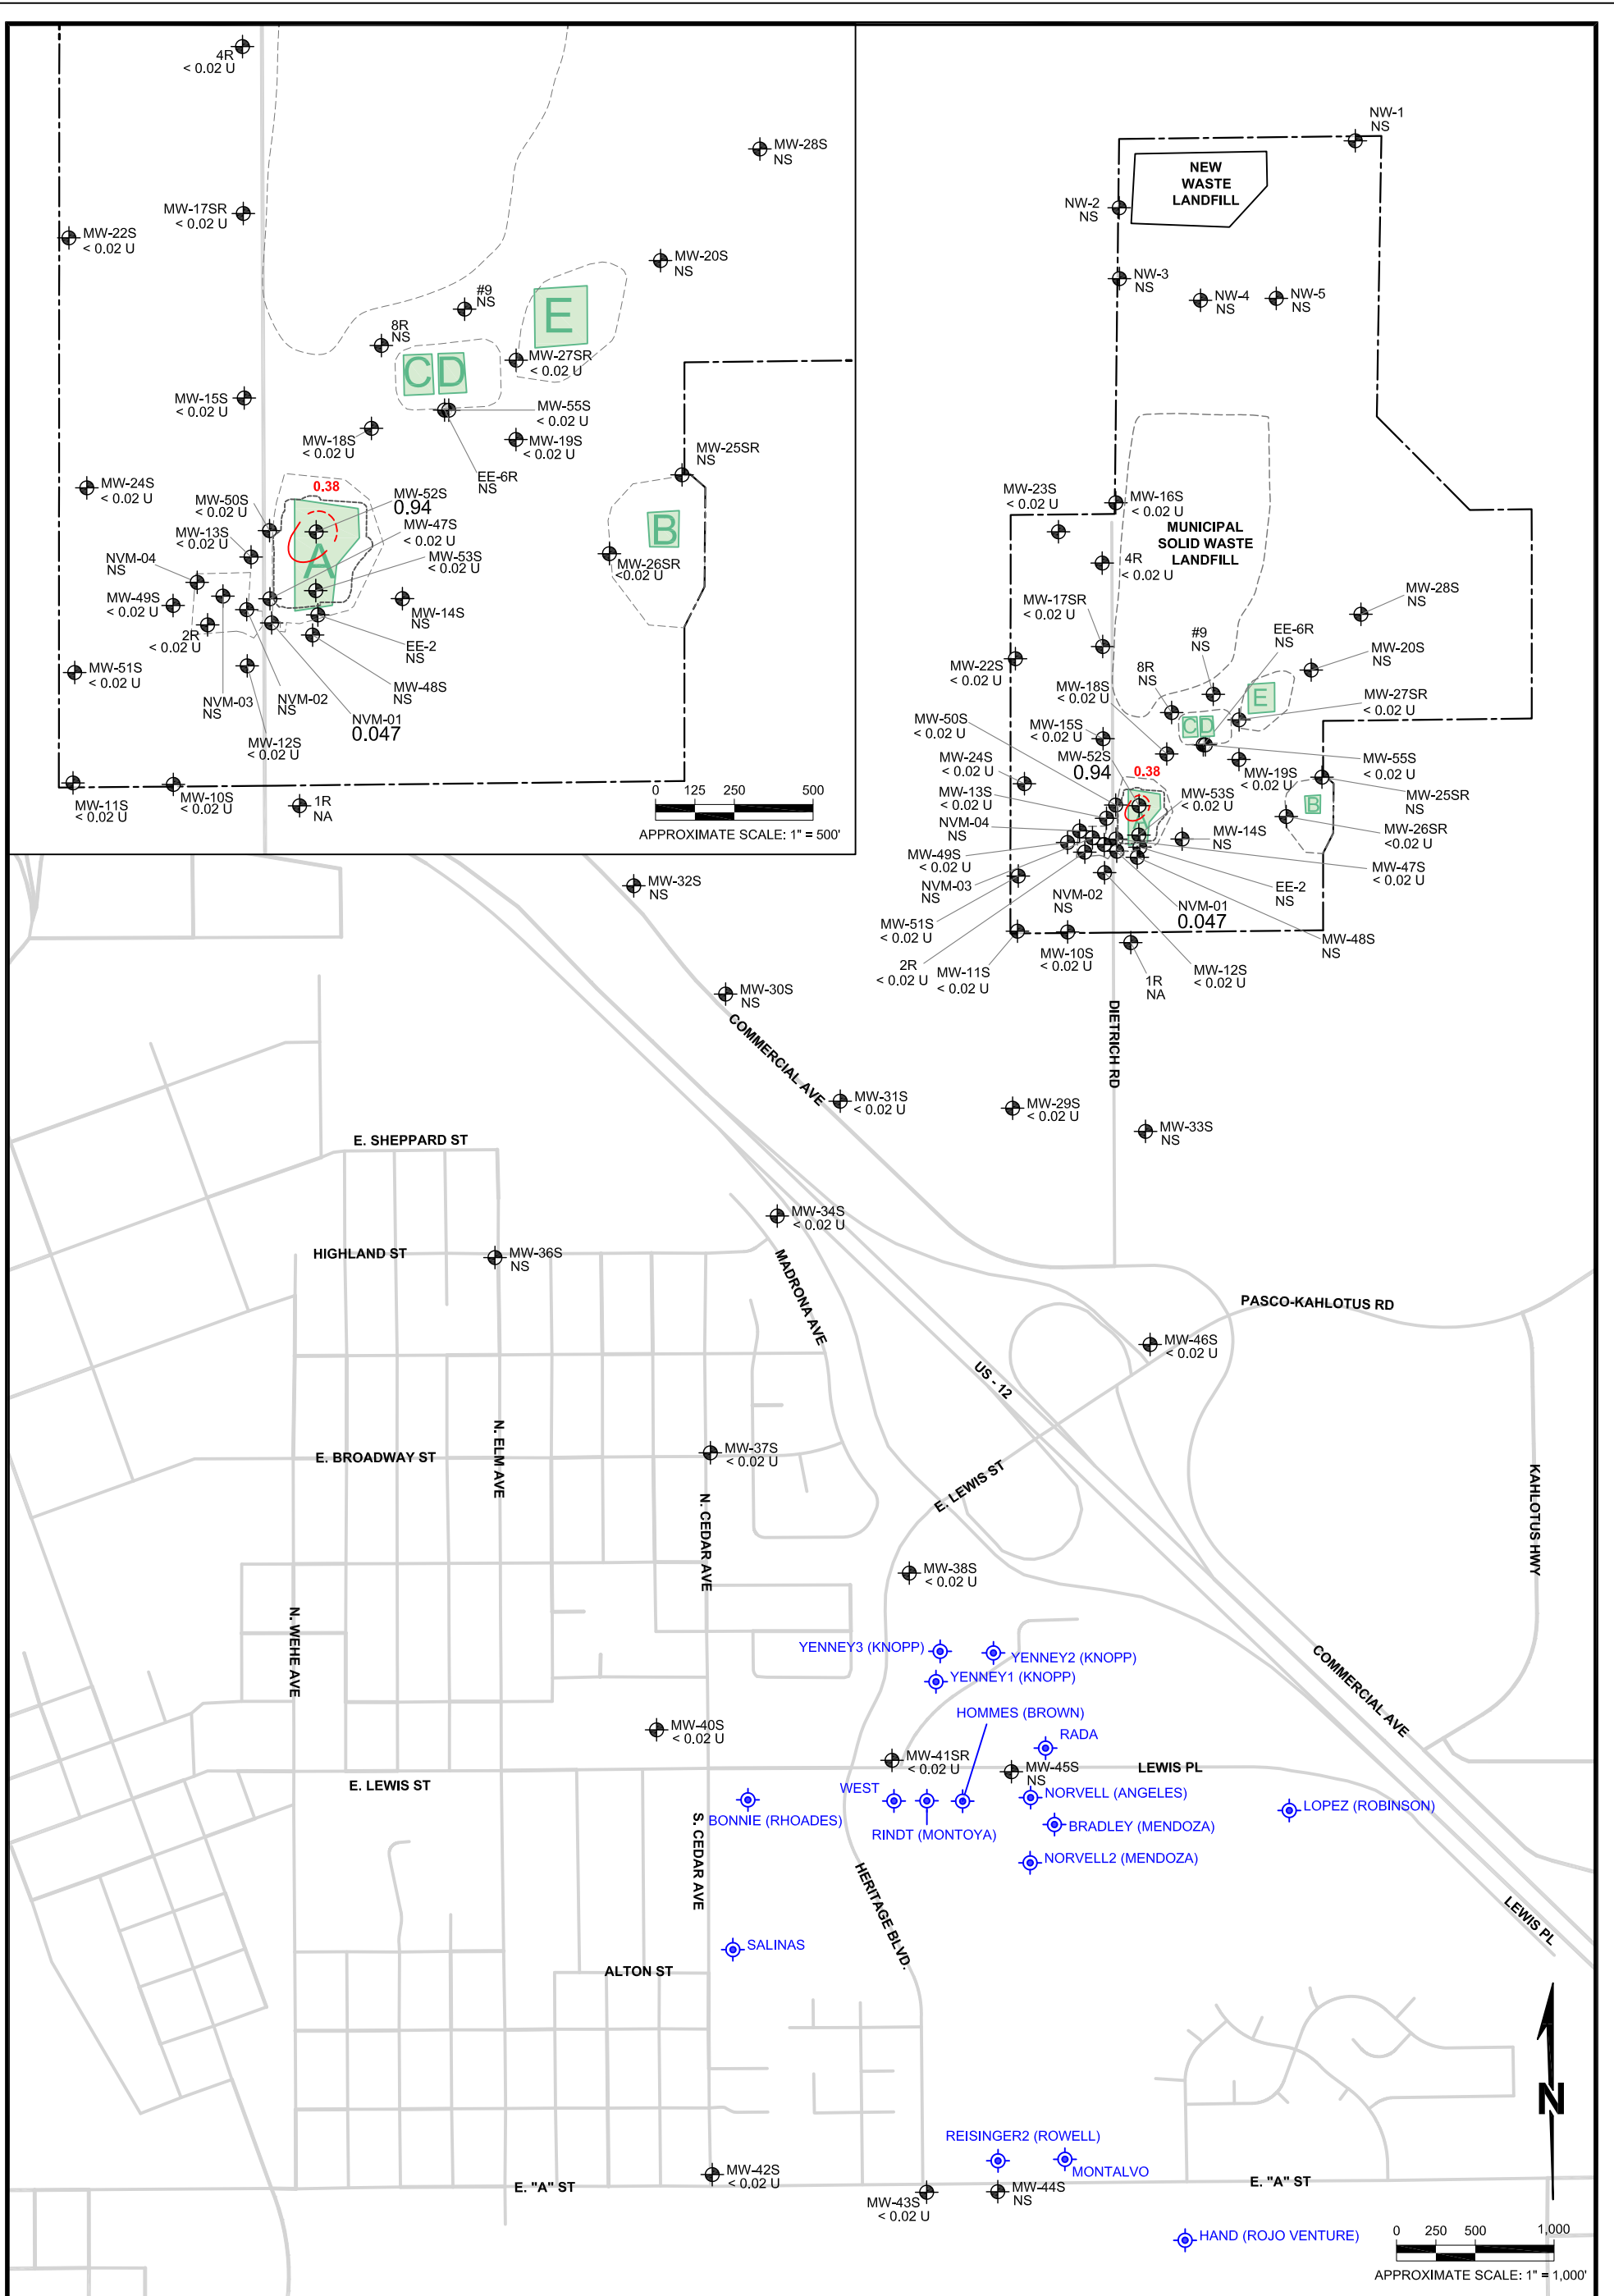 4R
< 0.02 U
MW-28S
NS
MW-17SR
< 0.02 U
MW-22S
< 0.02 U
MW-20S
NS
#9
NS
E
8R
NS
MW-27SR
< 0.02 U
C
D
MW-15S
< 0.02 U
MW-55S
< 0.02 U
MW-18S
< 0.02 U
MW-19S
< 0.02 U
MW-25SR
NS
EE-6R
NS
MW-24S
< 0.02 U
0.38
MW-50S
< 0.02 U
MW-52S
0.94
MW-47S
< 0.02 U
B
MW-13S
< 0.02 U
A
MW-53S
< 0.02 U
NVM-04
NS
MW-26SR
<0.02 U
MW-49S
< 0.02 U
MW-14S
NS
2R
< 0.02 U
EE-2
NS
MW-51S
< 0.02 U
MW-48S
NS
NVM-03
NS
NVM-02
NS
NVM-01
0.047
MW-12S
< 0.02 U
MW-11S
< 0.02 U
MW-10S
< 0.02 U
1R
NA
0 125 250 500
APPROXIMATE SCALE: 1" = 500'
NW-1
NS
NEW
WASTE
LANDFILL
NW-2
NS
NW-3
NS
NW-4
NS
NW-5
NS
MW-23S
< 0.02 U
MW-16S
< 0.02 U
MUNICIPAL
SOLID WASTE
LANDFILL
4R
< 0.02 U
MW-17SR
< 0.02 U
MW-28S
NS
#9
NS
EE-6R
NS
MW-20S
NS
MW-22S
< 0.02 U
8R
NS
MW-18S
< 0.02 U
E
MW-27SR
< 0.02 U
MW-50S
< 0.02 U
MW-15S
< 0.02 U
C
D
MW-24S
< 0.02 U
MW-52S
0.94
0.38
MW-19S
< 0.02 U
MW-55S
< 0.02 U
MW-13S
< 0.02 U
MW-53S
< 0.02 U
B
MW-25SR
NS
NVM-04
NS
A
MW-14S
NS
MW-26SR
<0.02 U
MW-49S
< 0.02 U
MW-47S
< 0.02 U
NVM-03
NS
NVM-02
NS
EE-2
NS
NVM-01
0.047
MW-51S
< 0.02 U
MW-48S
NS
2R
< 0.02 U
MW-11S
< 0.02 U
MW-10S
< 0.02 U
1R
NA
MW-12S
< 0.02 U
MW-32S
NS
MW-30S
NS
COMMERCIAL AVE
DIETRICH RD
MW-31S
< 0.02 U
MW-29S
< 0.02 U
MW-33S
NS
E. SHEPPARD ST
MW-34S
< 0.02 U
HIGHLAND ST
MW-36S
NS
MADRONA AVE
PASCO-KAHLOTUS RD
MW-46S
< 0.02 U
US - 12
N. ELM AVE
E. BROADWAY ST
MW-37S
< 0.02 U
E. LEWIS ST
KAHLOTUS HWY
N. CEDAR AVE
MW-38S
< 0.02 U
N. WEHE AVE
YENNEY3 (KNOPP)
YENNEY2 (KNOPP)
YENNEY1 (KNOPP)
COMMERCIAL AVE
HOMMES (BROWN)
MW-40S
< 0.02 U
RADA
MW-41SR
< 0.02 U
MW-45S
NS
LEWIS PL
E. LEWIS ST
WEST
NORVELL (ANGELES)
BONNIE (RHOADES)
RINDT (MONTOYA)
BRADLEY (MENDOZA)
LOPEZ (ROBINSON)
NORVELL2 (MENDOZA)
S. CEDAR AVE
HERITAGE BLVD.
LEWIS PL
SALINAS
ALTON ST
N
REISINGER2 (ROWELL)
MONTALVO
MW-42S
< 0.02 U
E. "A" ST
MW-43S
< 0.02 U
MW-44S
NS
E. "A" ST
HAND (ROJO VENTURE)
0 250 500 1,000
APPROXIMATE SCALE: 1" = 1,000'